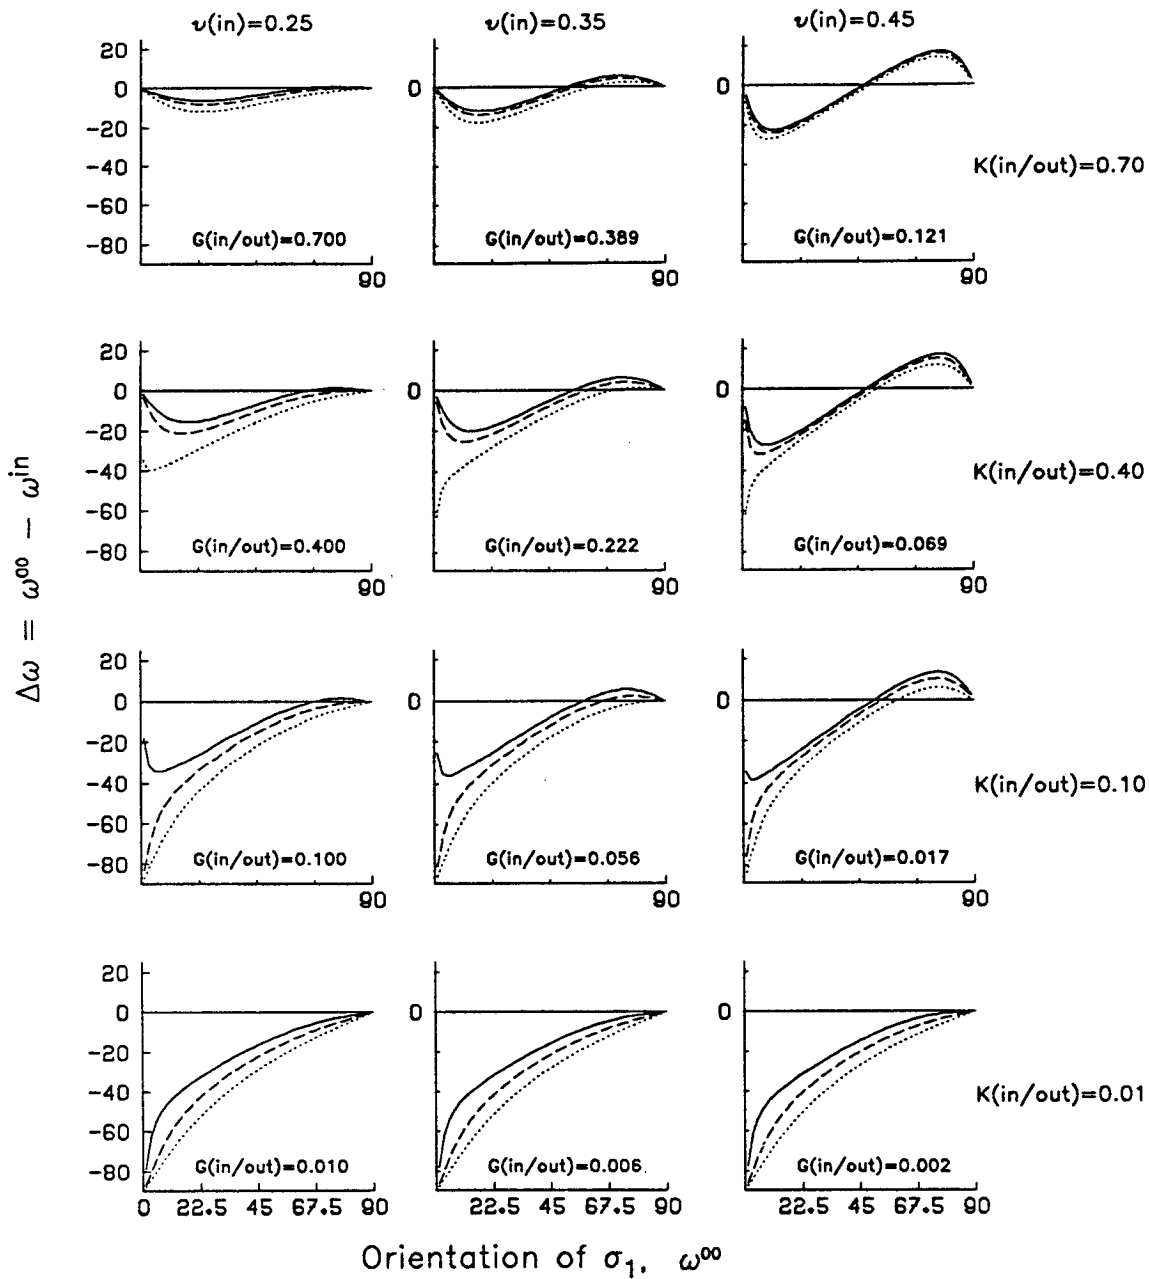 ν(in)=0.25 ν(in)=0.35 ν(in)=0.45
20
0 0 0
-20
-40
-60
-80
K(in/out)=0.70
G(in/out)=0.700 G(in/out)=0.389 G(in/out)=0.121
90 90 90
20
0 0 0
-20
-40
-60
-80
K(in/out)=0.40
G(in/out)=0.400 G(in/out)=0.222 G(in/out)=0.069
90 90 90
Δω = ω∞ − ωin
20
0 0 0
-20
-40
-60
-80
K(in/out)=0.10
G(in/out)=0.100 G(in/out)=0.056 G(in/out)=0.017
90 90 90
20
0 0 0
-20
-40
-60
-80
K(in/out)=0.01
G(in/out)=0.010 G(in/out)=0.006 G(in/out)=0.002
0 22.5 45 67.5 90 22.5 45 67.5 90 22.5 45 67.5 90
Orientation of σ1, ω∞